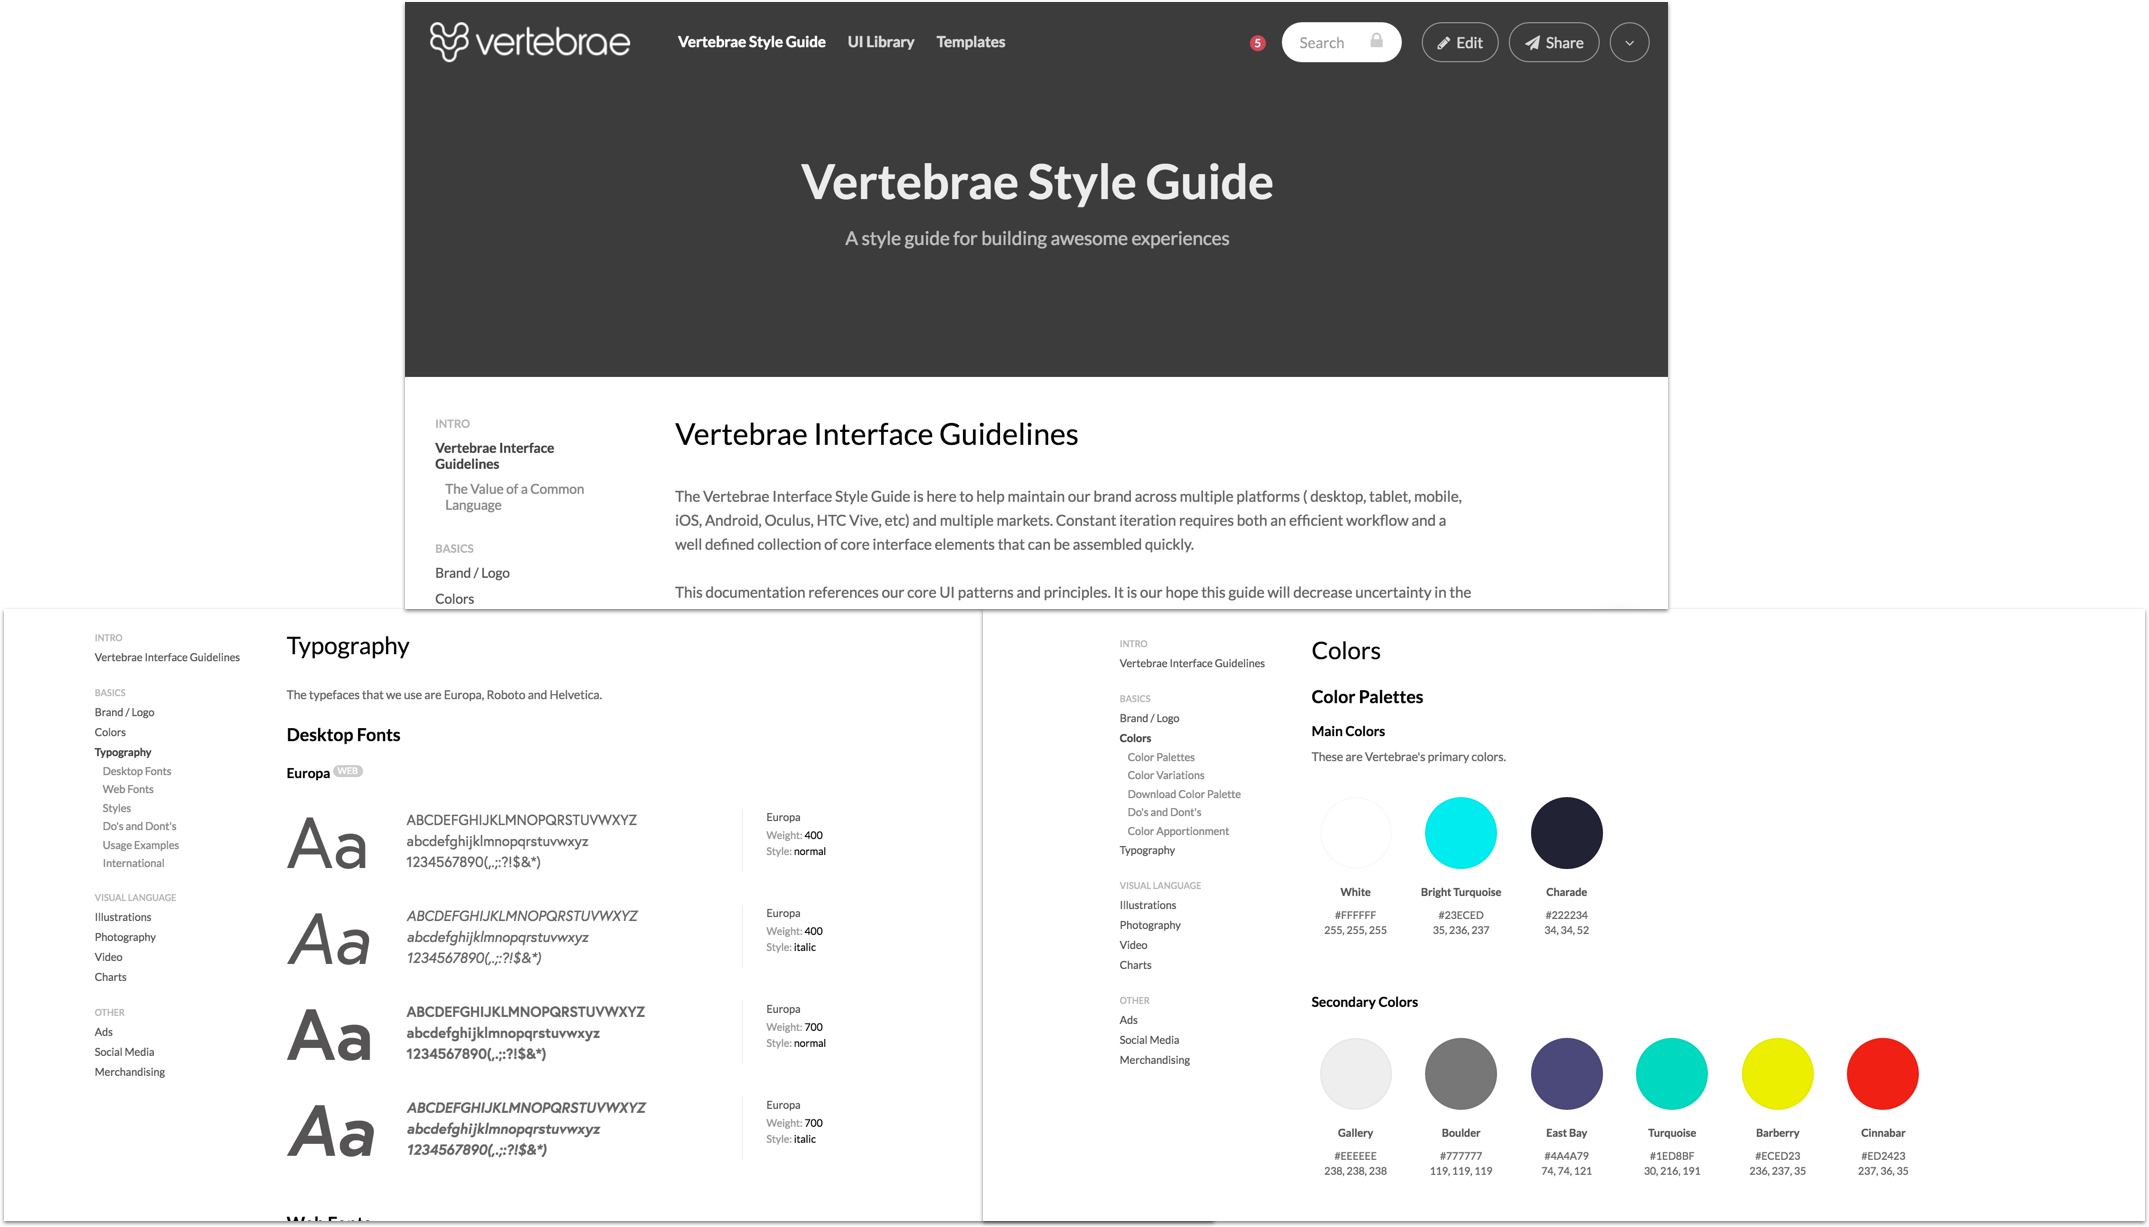 vertebrae
Vertebrae Style Guide
UI Library
Templates
5
Search
Edit
Share
Vertebrae Style Guide
A style guide for building awesome experiences
INTRO
Vertebrae Interface
Guidelines
The Value of a Common
Language
BASICS
Brand / Logo
Colors
Vertebrae Interface Guidelines
The Vertebrae Interface Style Guide is here to help maintain our brand across multiple platforms ( desktop, tablet, mobile,
iOS, Android, Oculus, HTC Vive, etc) and multiple markets. Constant iteration requires both an efficient workflow and a
well defined collection of core interface elements that can be assembled quickly.
This documentation references our core UI patterns and principles. It is our hope this guide will decrease uncertainty in the
INTRO
Vertebrae Interface Guidelines
BASICS
Brand / Logo
Colors
Typography
Desktop Fonts
Web Fonts
Styles
Do's and Dont's
Usage Examples
International
VISUAL LANGUAGE
Illustrations
Photography
Video
Charts
OTHER
Ads
Social Media
Merchandising
Typography
The typefaces that we use are Europa, Roboto and Helvetica.
Desktop Fonts
Europa WEB
Aa
ABCDEFGHIJKLMNOPQRSTUVWXYZ
abcdefghijklmnopqrstuvwxyz
1234567890(,.;:?!$&*)
Europa
Weight: 400
Style: normal
Aa
ABCDEFGHIJKLMNOPQRSTUVWXYZ
abcdefghijklmnopqrstuvwxyz
1234567890(,.;:?!$&*)
Europa
Weight: 400
Style: italic
Aa
ABCDEFGHIJKLMNOPQRSTUVWXYZ
abcdefghijklmnopqrstuvwxyz
1234567890(,.;:?!$&*)
Europa
Weight: 700
Style: normal
Aa
ABCDEFGHIJKLMNOPQRSTUVWXYZ
abcdefghijklmnopqrstuvwxyz
1234567890(,.;:?!$&*)
Europa
Weight: 700
Style: italic
Web Fonts
INTRO
Vertebrae Interface Guidelines
BASICS
Brand / Logo
Colors
Color Palettes
Color Variations
Download Color Palette
Do's and Dont's
Color Apportionment
Typography
VISUAL LANGUAGE
Illustrations
Photography
Video
Charts
OTHER
Ads
Social Media
Merchandising
Colors
Color Palettes
Main Colors
These are Vertebrae's primary colors.
White
#FFFFFF
255, 255, 255
Bright Turquoise
#23ECED
35, 236, 237
Charade
#222234
34, 34, 52
Secondary Colors
Gallery
#EEEEEE
238, 238, 238
Boulder
#777777
119, 119, 119
East Bay
#4A4A79
74, 74, 121
Turquoise
#1ED8BF
30, 216, 191
Barberry
#ECED23
236, 237, 35
Cinnabar
#ED2423
237, 36, 35